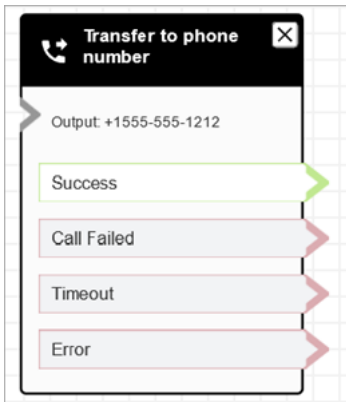 Transfer to phone
number
Output: +1555-555-1212
Success
Call Failed
Timeout
Error